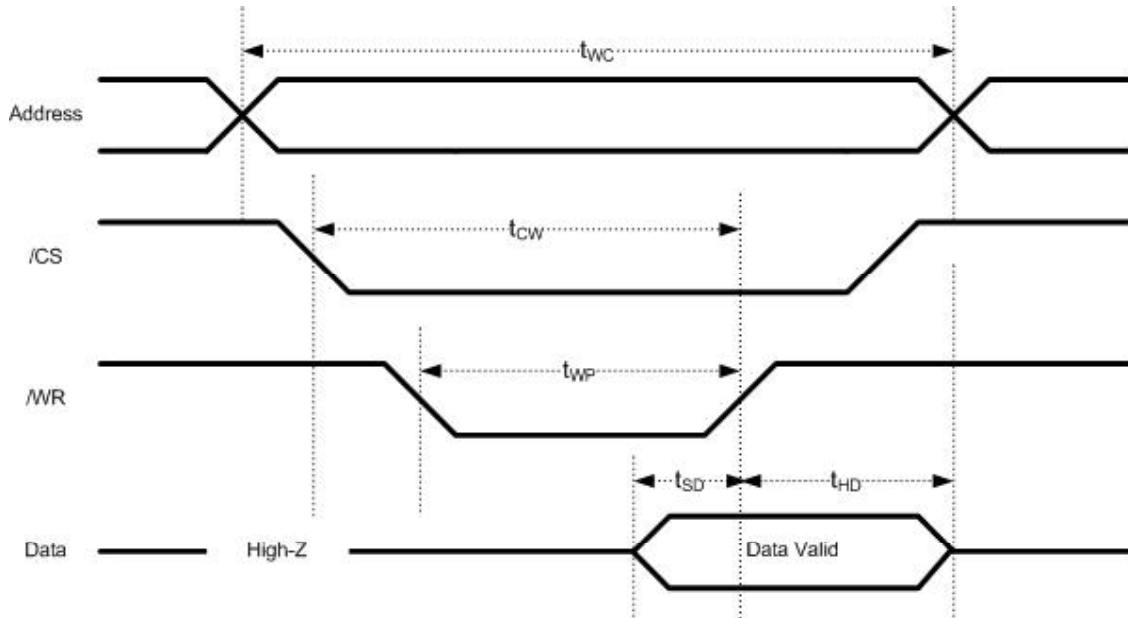 tWC
Address
tCW
/CS
tWP
/WR
tSD tHD
Data High-Z Data Valid